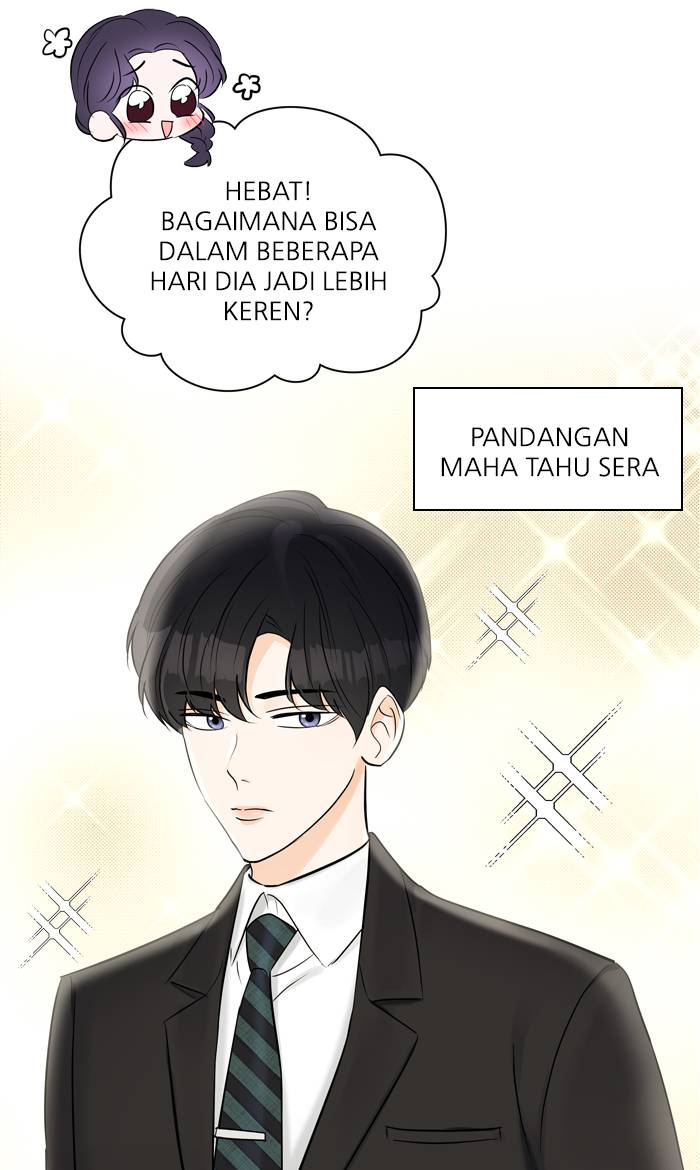 HEBAT!
BAGAIMANA BISA
DALAM BEBERAPA
HARI DIA JADI LEBIH
KEREN?
PANDANGAN
MAHA TAHU SERA